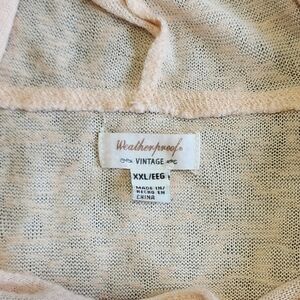 Weatherproof®
VINTAGE
XXL/EEG
MADE IN/
HECHO EN
CHINA